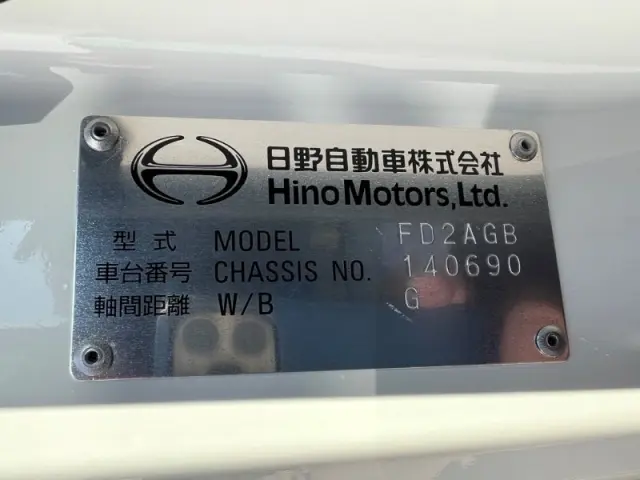 日野自動車株式会社
Hino Motors, Ltd.
型式 MODEL FD2AGB
車台番号 CHASSIS NO. 140690
軸間距離 W/B G